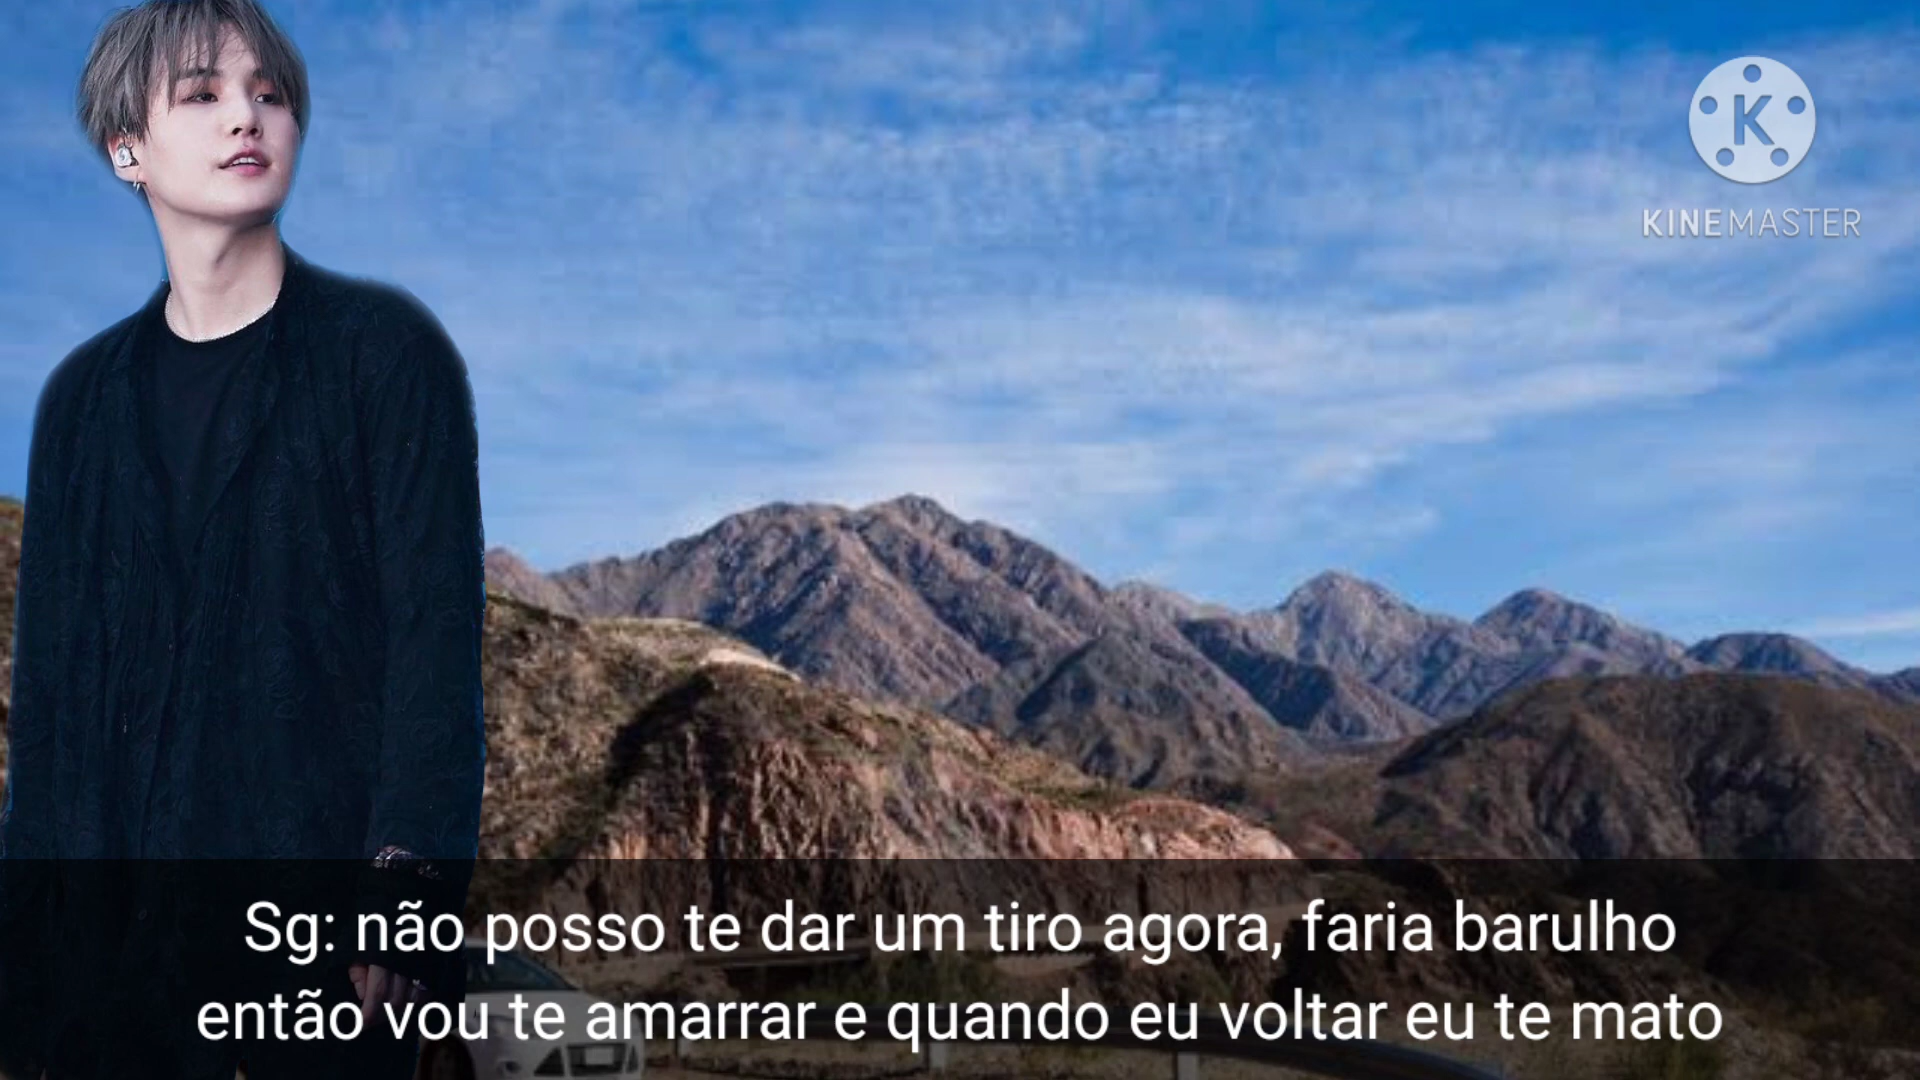 K
KINEMASTER
Sg: não posso te dar um tiro agora, faria barulho
então vou te amarrar e quando eu voltar eu te mato